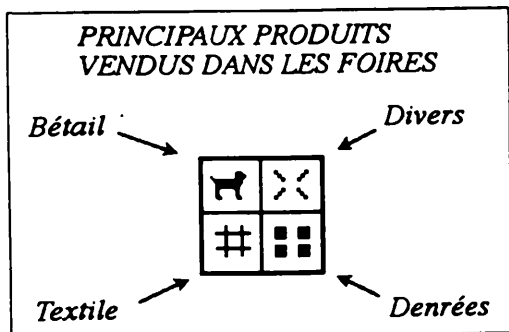 PRINCIPAUX PRODUITS
VENDUS DANS LES FOIRES
Bétail
Divers
Textile
Denrées